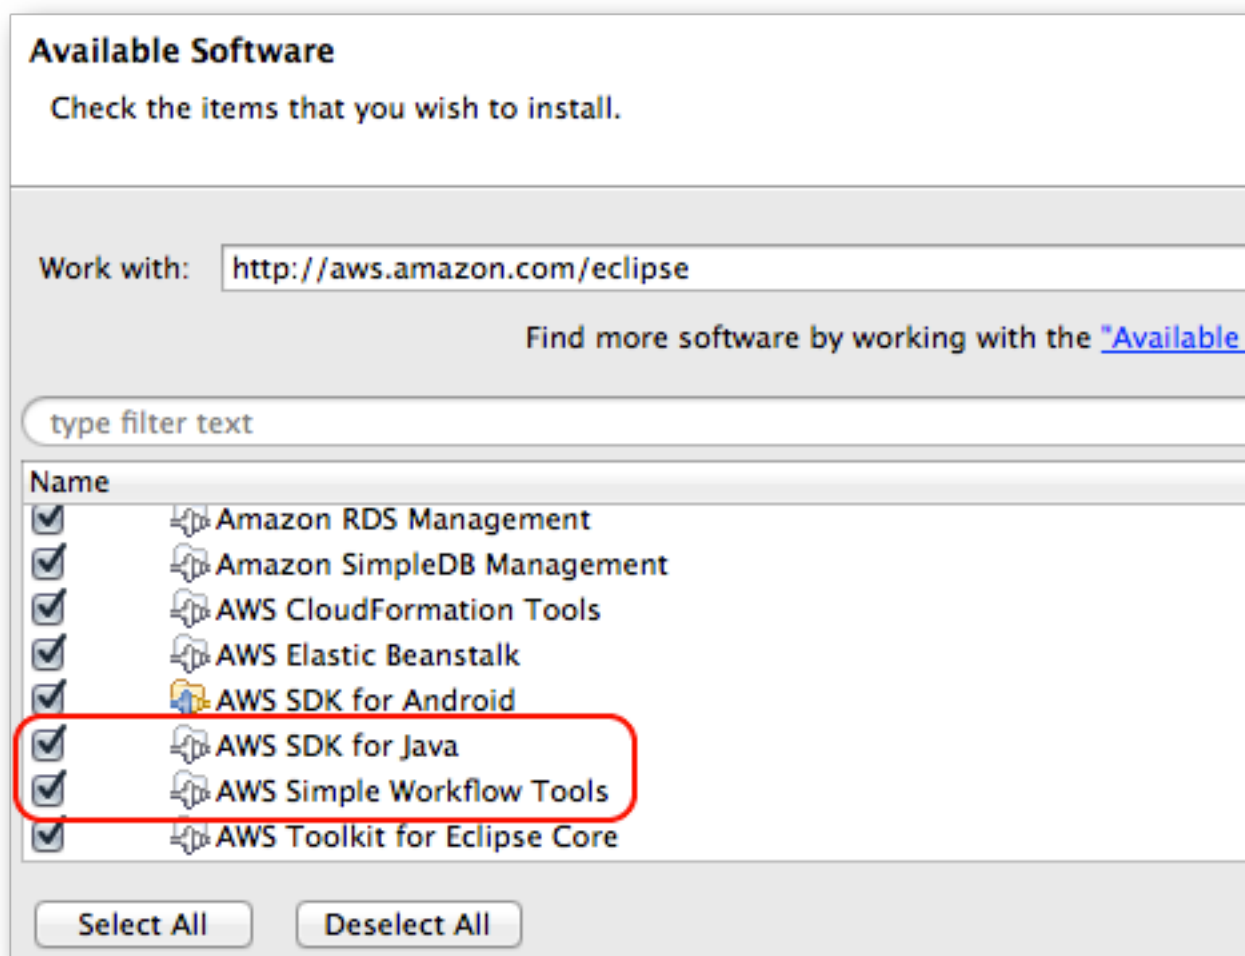 Available Software
Check the items that you wish to install.
Work with: http://aws.amazon.com/eclipse
Find more software by working with the "Available
type filter text
Name
Amazon RDS Management
Amazon SimpleDB Management
AWS CloudFormation Tools
AWS Elastic Beanstalk
AWS SDK for Android
AWS SDK for Java
AWS Simple Workflow Tools
AWS Toolkit for Eclipse Core
Select All Deselect All